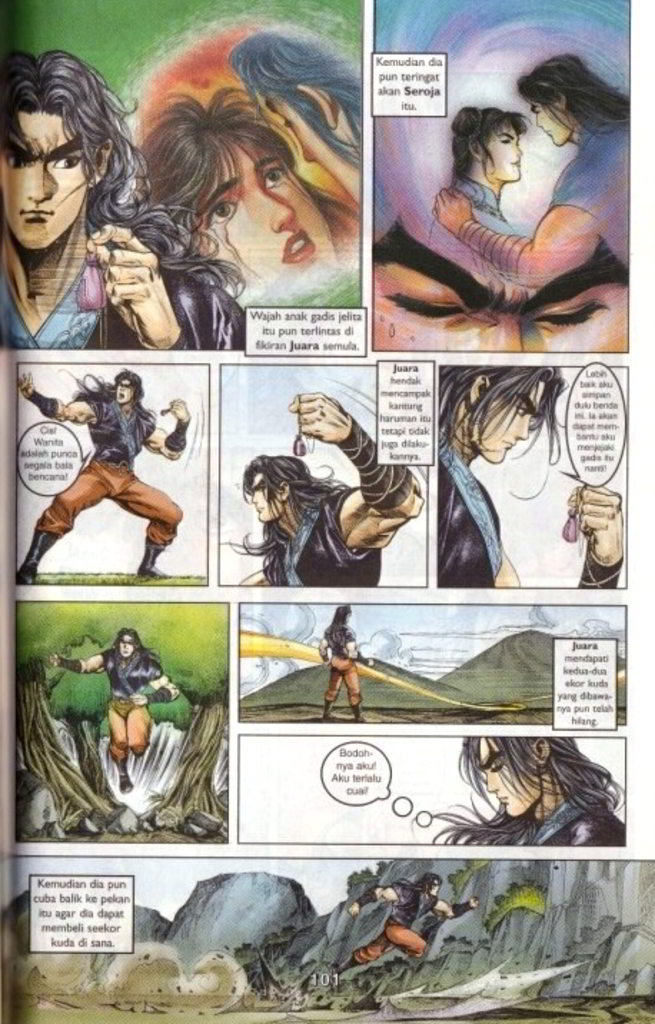 Wajah anak gadis jelita
itu pun terlintas di
fikiran Juara semula.
Kemudian dia
pun teringat
akan Seroja
itu.
Cis!
Wanita
adalah punca
segala bala
bencana!
Juara
hendak
mencampak
kantung
haruman itu
tetapi tidak
juga dilaku-
kannya.
Lebih
baik aku
simpan
dulu benda
ini. Ia akan
dapat mem-
bantu aku
menjejaki
gadis itu
nanti!
Juara
mendapati
kedua-dua
ekor kuda
yang dibawa-
nya pun telah
hilang.
Bodoh-
nya aku!
Aku terlalu
cuai!
Kemudian dia pun
cuba balik ke pekan
itu agar dia dapat
membeli seekor
kuda di sana.
101